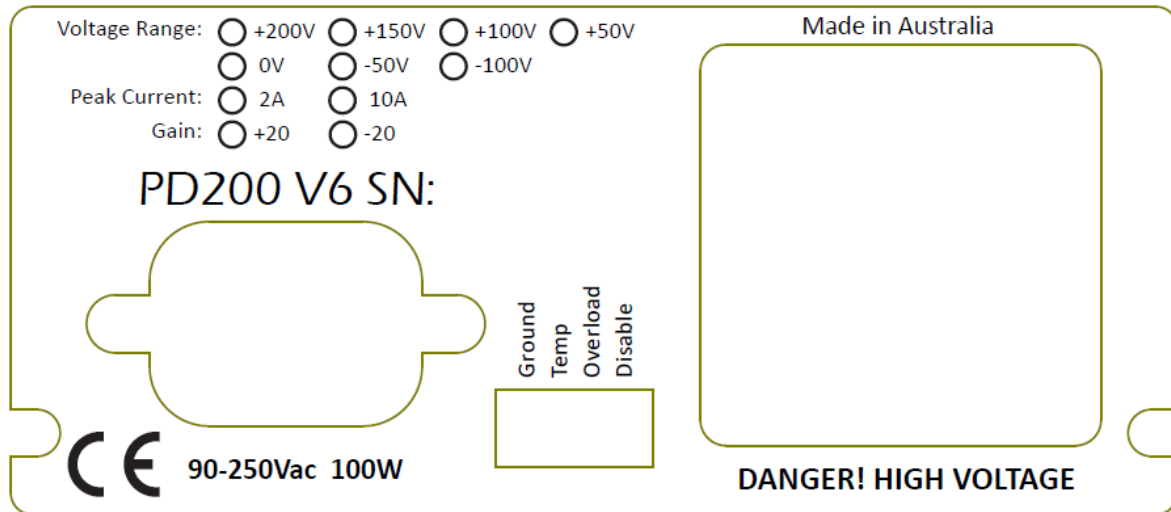 Voltage Range: +200V +150V +100V +50V
0V -50V -100V
Peak Current: 2A 10A
Gain: +20 -20
Made in Australia
PD200 V6 SN:
Ground
Temp
Overload
Disable
CE 90-250Vac 100W
DANGER! HIGH VOLTAGE